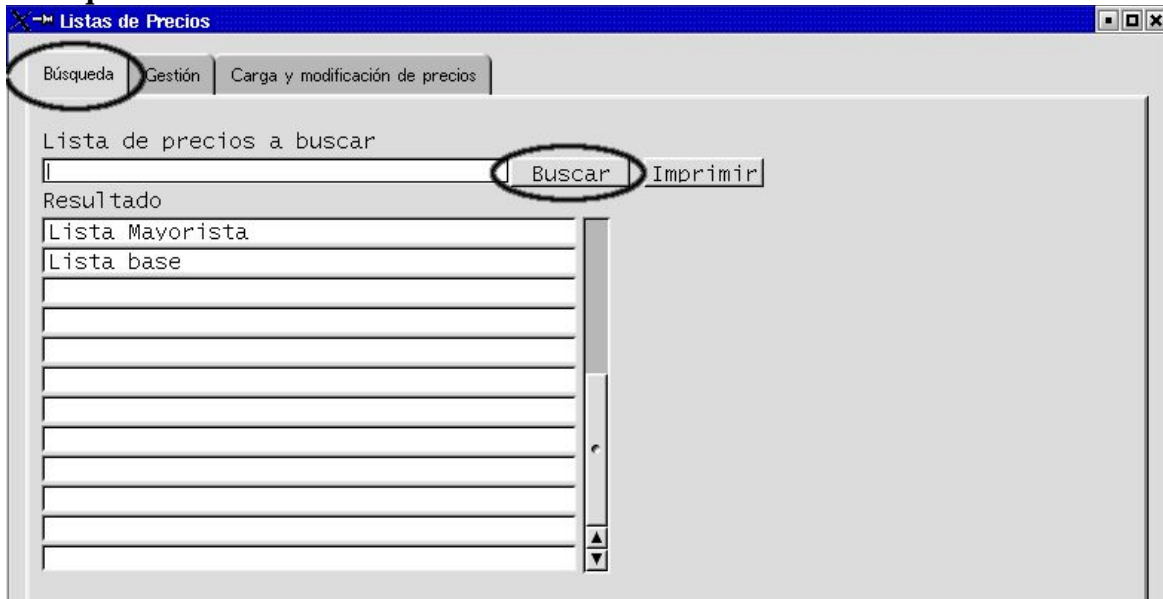 Listas de Precios
Búsqueda Gestión Carga y modificación de precios
Lista de precios a buscar
Buscar Imprimir
Resultado
Lista Mayorista
Lista base